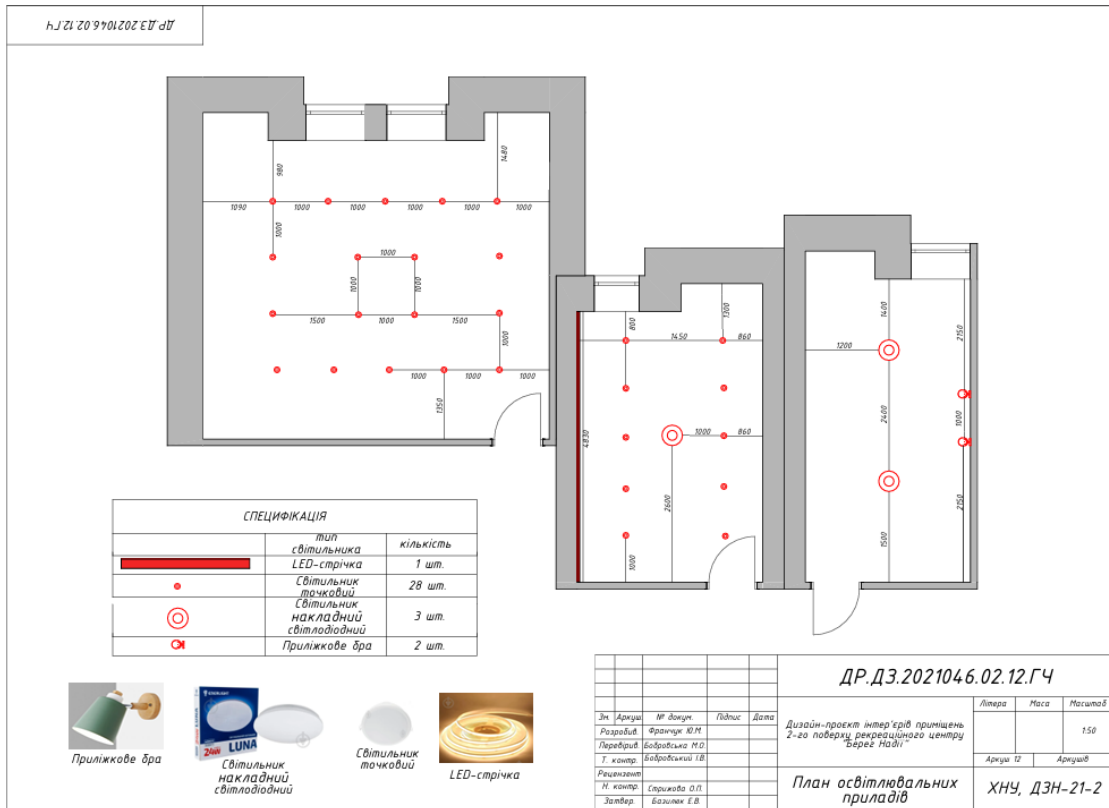 ДР.ДЗ.2021046.02.12.ГЧ
980
1480
1090
1000
1000
1000
1000
1000
1000
1000
1000
1000
1500
1000
1500
1000
1000
1000
1000
1350
800
1300
1450
860
4830
1000
860
2600
1000
1400
2150
1200
2400
1000
1500
2150
СПЕЦИФІКАЦІЯ
тип світильника
кількість
LED-стрічка
1 шт.
Світильник точковий
28 шт.
Світильник накладний світлодіодний
3 шт.
Приліжкове бра
2 шт.
Приліжкове бра
24W
LUNA
Світильник
накладний
світлодіодний
Світильник
точковий
LED-стрічка
ДР.ДЗ.2021046.02.12.ГЧ
Зм. Аркуш № докум. Підпис Дата
Розробив. Франчук Ю.М.
Перевірив. Бобровська М.О.
Т. контр. Бобровський І.В.
Рецензент
Н. контр. Стрижова О.П.
Затвер. Базилюк Е.В.
Дизайн-проєкт інтер'єрів приміщень
2-го поверху рекреаційного центру
"Берег Надії"
Літера Маса Масштаб
1:50
Аркуш 12 Аркушів
План освітлювальних
приладів
ХНУ, ДЗН-21-2